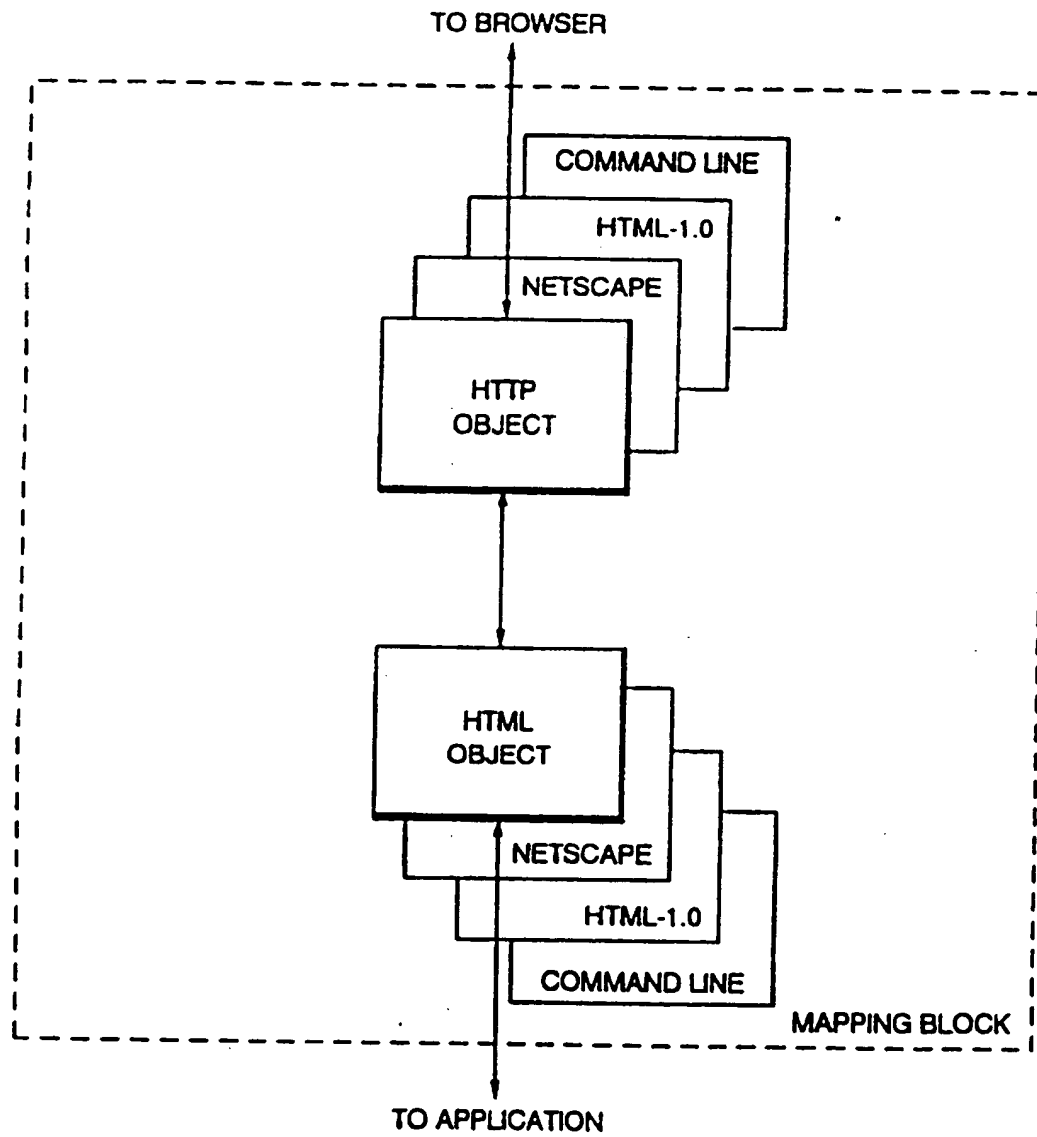 TO BROWSER
COMMAND LINE
HTML-1.0
NETSCAPE
HTTP
OBJECT
HTML
OBJECT
NETSCAPE
HTML-1.0
COMMAND LINE
MAPPING BLOCK
TO APPLICATION